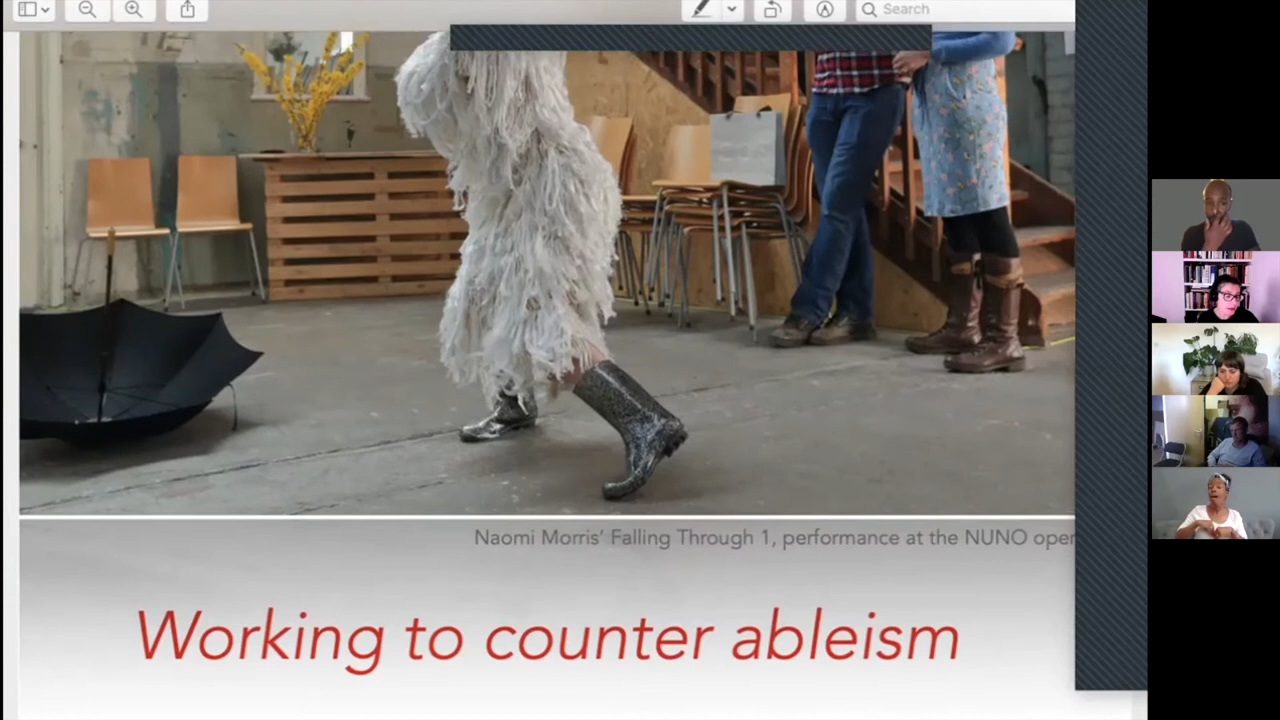 Search
Naomi Morris' Falling Through 1, performance at the NUNO oper
Working to counter ableism